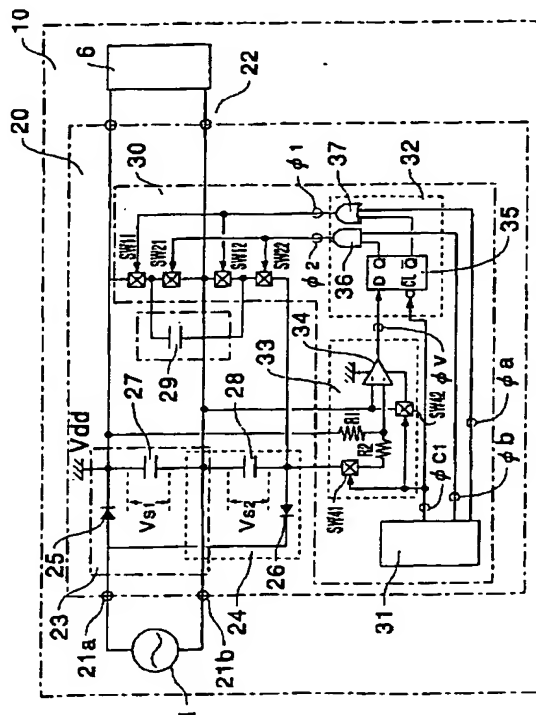 10
20
22
6
30
Vdd
25
23
27
Vs1
28
Vs2
29
SW11
SW21
SW12
SW22
φ1
φ2
37
36
32
21a
21b
1
24
26
33
34
R1
R2
SW41
SW42
φV
D Q
CL Q̅
35
φC1
φb
φa
31